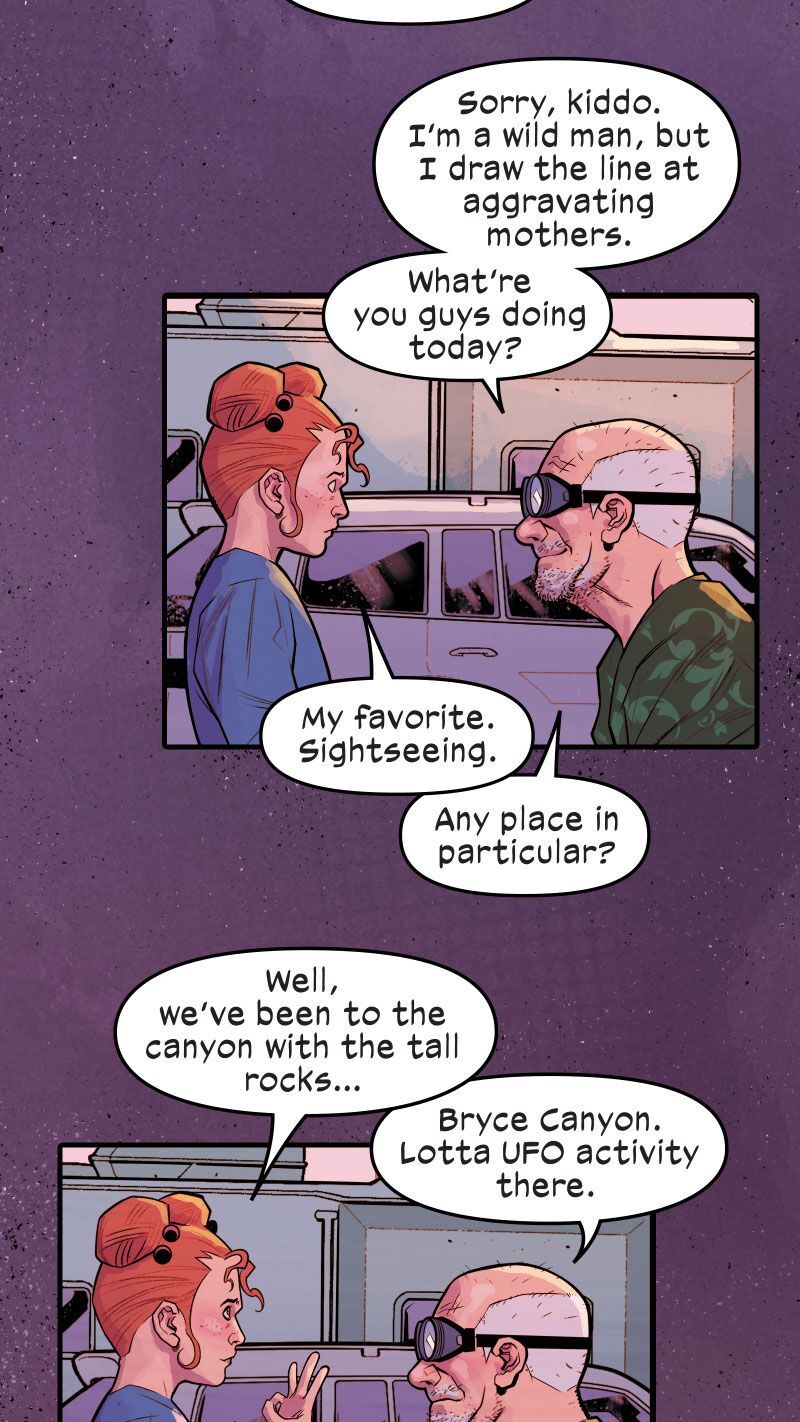 Sorry, kiddo.
I'm a wild man, but
I draw the line at
aggravating
mothers.
What're
you guys doing
today?
My favorite.
Sightseeing.
Any place in
particular?
Well,
we've been to the
canyon with the tall
rocks...
Bryce Canyon.
Lotta UFO activity
there.